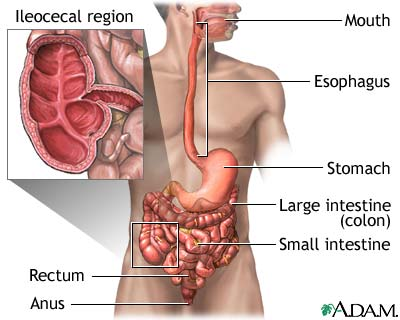 Ileocecal region
Mouth
Esophagus
Stomach
Large intestine
(colon)
Small intestine
Rectum
Anus
A.D.A.M.